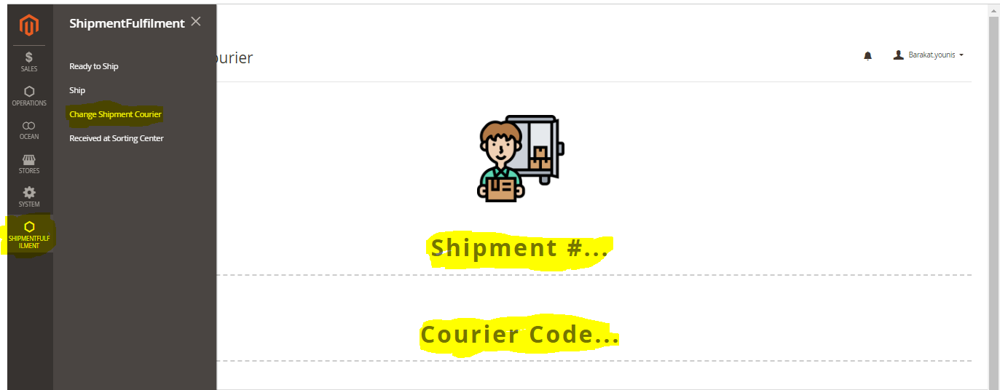 ShipmentFulfilment
Ready to Ship
Ship
Change Shipment Courier
Received at Sorting Center
SALES
OPERATIONS
OCEAN
STORES
SYSTEM
SHIPMENTFULF
ILMENT
ourier
Barakat.younis
Shipment #...
Courier Code...